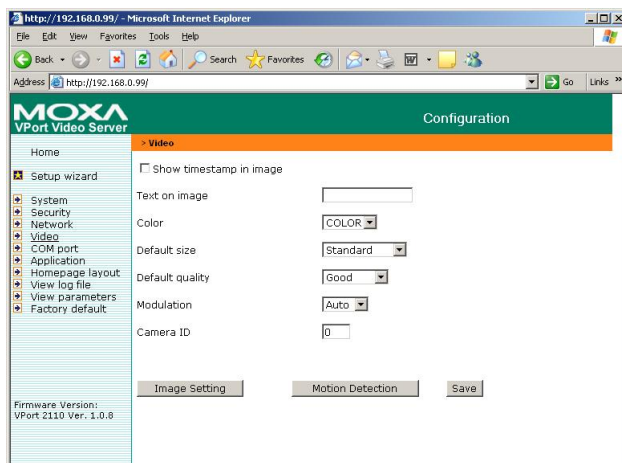 http://192.168.0.99/ - Microsoft Internet Explorer
File Edit View Favorites Tools Help
Back Search Favorites
Address http://192.168.0.99/ Go Links »
MOXA
VPort Video Server
Configuration
Home
Setup wizard
System
Security
Network
Video
COM port
Application
Homepage layout
View log file
View parameters
Factory default
Firmware Version:
VPort 2110 Ver. 1.0.8
> Video
Show timestamp in image
Text on image
Color COLOR
Default size Standard
Default quality Good
Modulation Auto
Camera ID 0
Image Setting Motion Detection Save